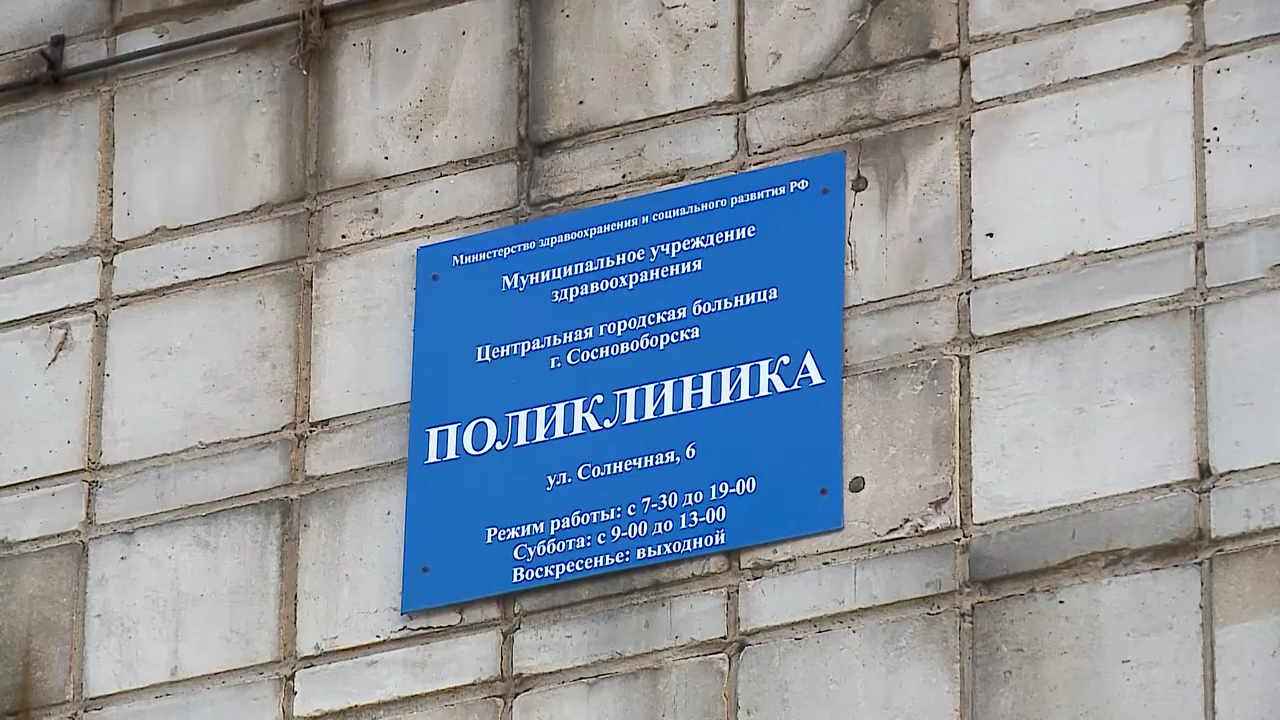 Министерство здравоохранения и социального развития РФ
Муниципальное учреждение
здравоохранения
Центральная городская больница
г. Сосновоборска
ПОЛИКЛИНИКА
ул. Солнечная, 6
Режим работы: с 7-30 до 19-00
Суббота: с 9-00 до 13-00
Воскресенье: выходной